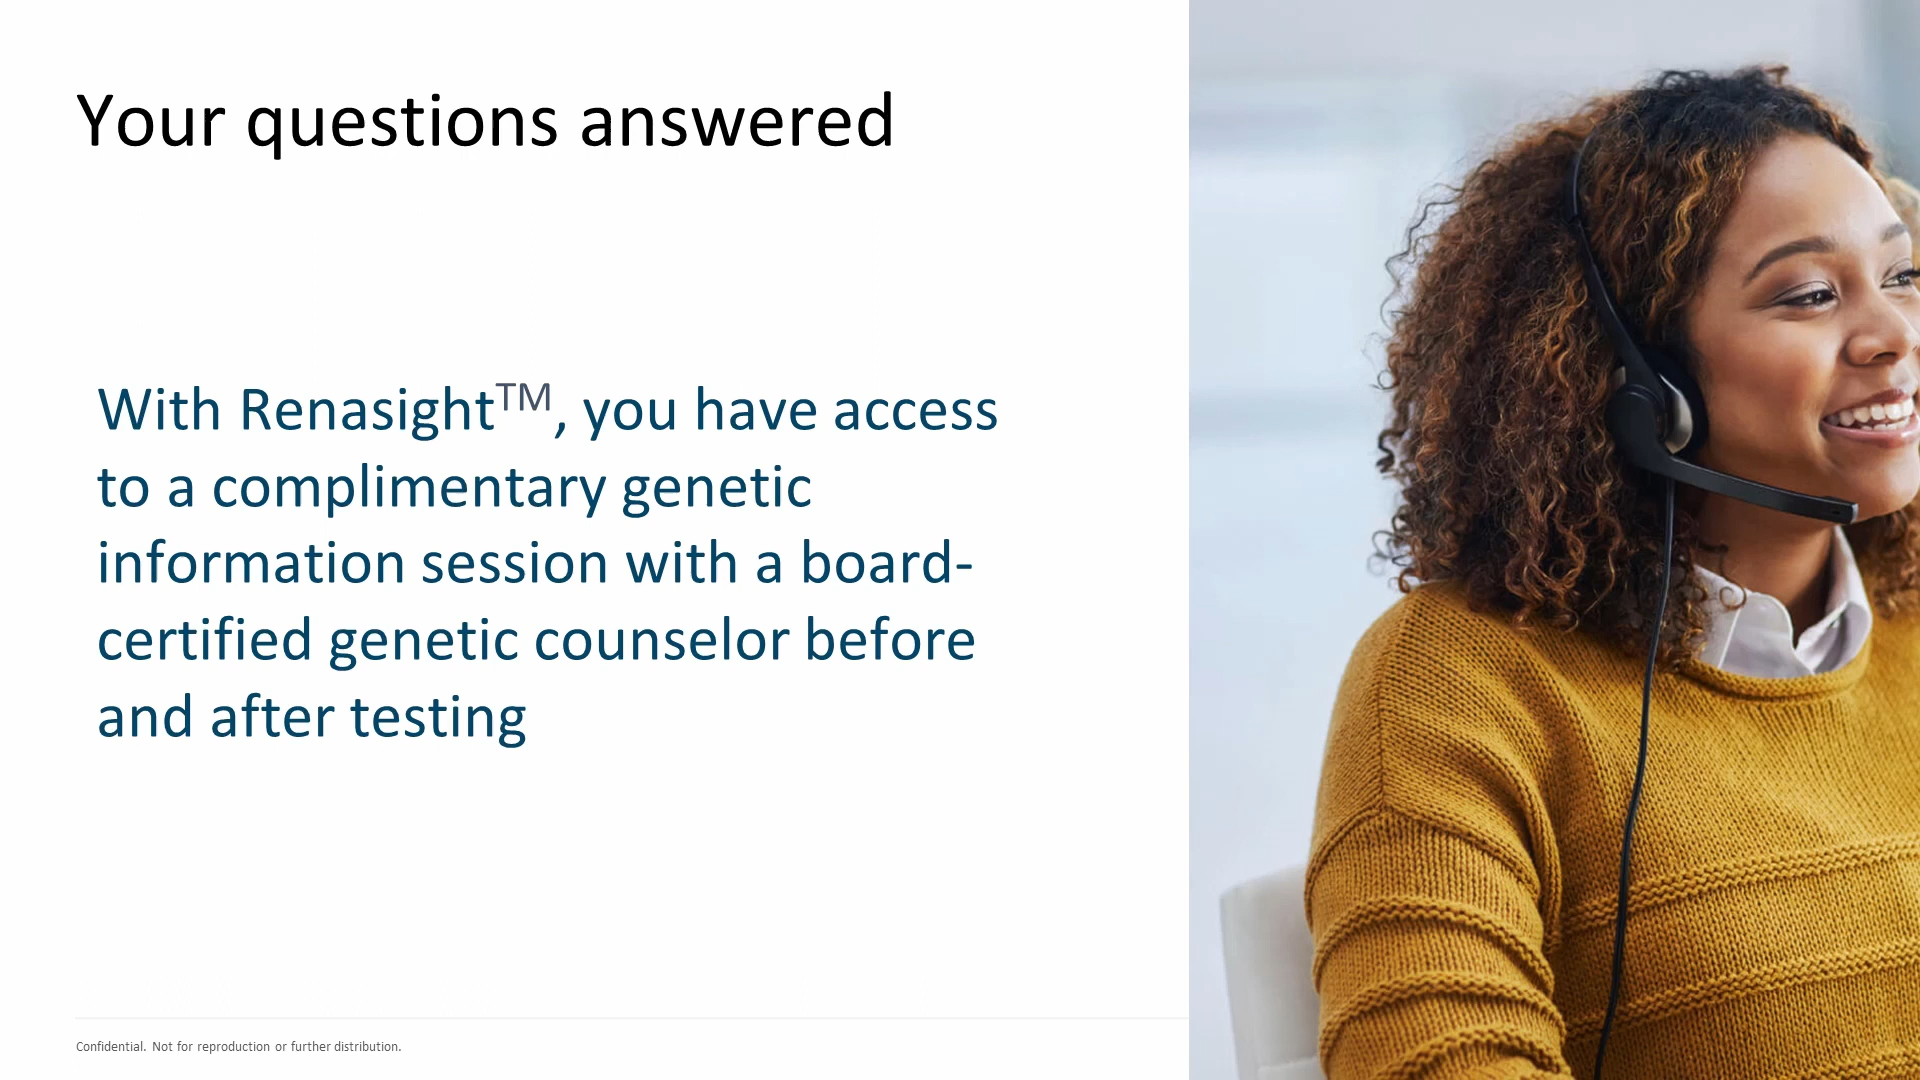 Your questions answered
With Renasight™, you have access
to a complimentary genetic
information session with a board-
certified genetic counselor before
and after testing
Confidential. Not for reproduction or further distribution.